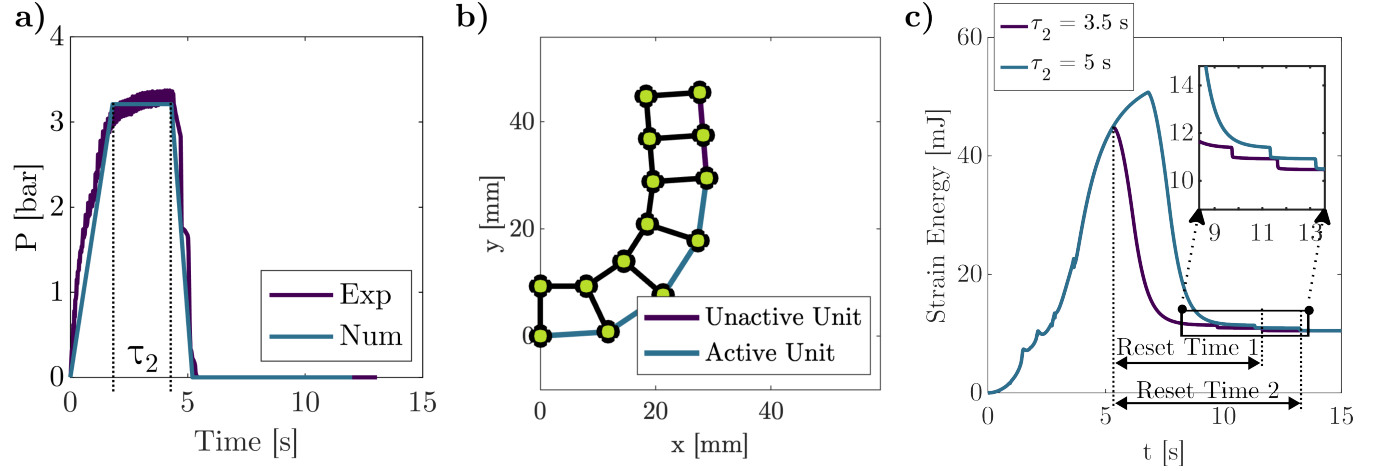 a)
4
3
2
1
0
P [bar]
0
5
10
15
Time [s]
τ2
Exp
Num
b)
40
20
0
y [mm]
0
20
40
x [mm]
Unactive Unit
Active Unit
c)
τ2 = 3.5 s
τ2 = 5 s
60
40
20
0
Strain Energy [mJ]
14
12
10
9
11
13
Reset Time 1
Reset Time 2
0
5
10
15
t [s]